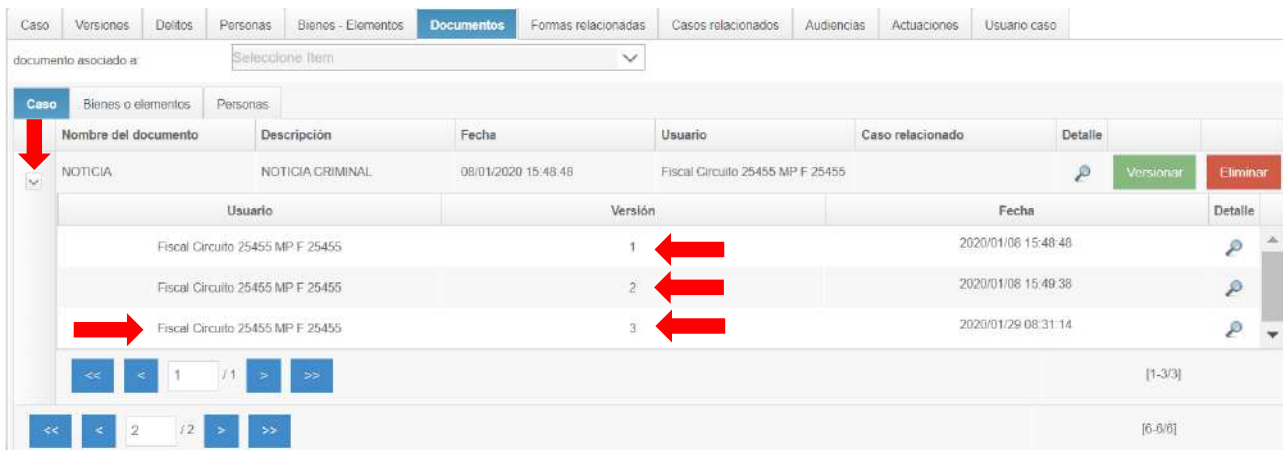 Caso Versiones Delitos Personas Bienes - Elementos Documentos Formas relacionadas Casos relacionados Audiencias Actuaciones Usuario caso
documento asociado a: Seleccione Item
Caso Bienes o elementos Personas
Nombre del documento Descripción Fecha Usuario Caso relacionado Detalle
NOTICIA NOTICIA CRIMINAL 08/01/2020 15:48:48 Fiscal Circuito 25455 MP F 25455 Versionar Eliminar
Usuario Versión Fecha Detalle
Fiscal Circuito 25455 MP F 25455 1 2020/01/08 15:48:48
Fiscal Circuito 25455 MP F 25455 2 2020/01/08 15:49:38
Fiscal Circuito 25455 MP F 25455 3 2020/01/29 08:31:14
<< < 1 / 1 > >> [1-3/3]
<< < 2 / 2 > >> [6-6/6]